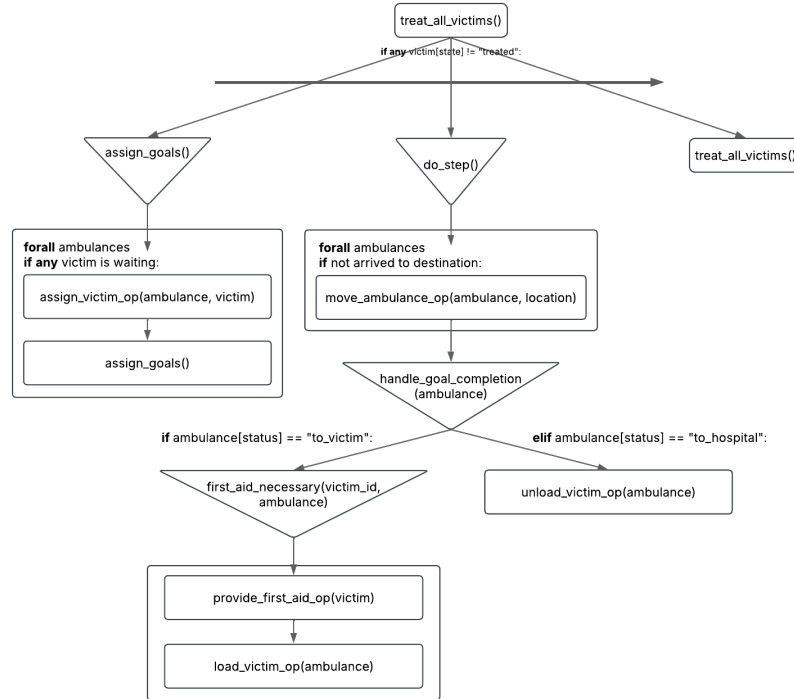 treat_all_victims()
if any victim[state] != "treated":
assign_goals()
do_step()
treat_all_victims()
forall ambulances
if any victim is waiting:
assign_victim_op(ambulance, victim)
assign_goals()
forall ambulances
if not arrived to destination:
move_ambulance_op(ambulance, location)
handle_goal_completion
(ambulance)
if ambulance[status] == "to_victim":
elif ambulance[status] == "to_hospital":
first_aid_necessary(victim_id,
ambulance)
unload_victim_op(ambulance)
provide_first_aid_op(victim)
load_victim_op(ambulance)